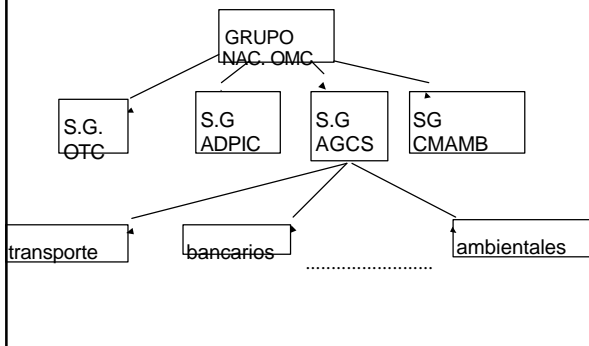 GRUPO
NAC. OMC
S.G.
OTC
S.G
ADPIC
S.G
AGCS
SG
CMAMB
transporte
bancarios
.........................
ambientales